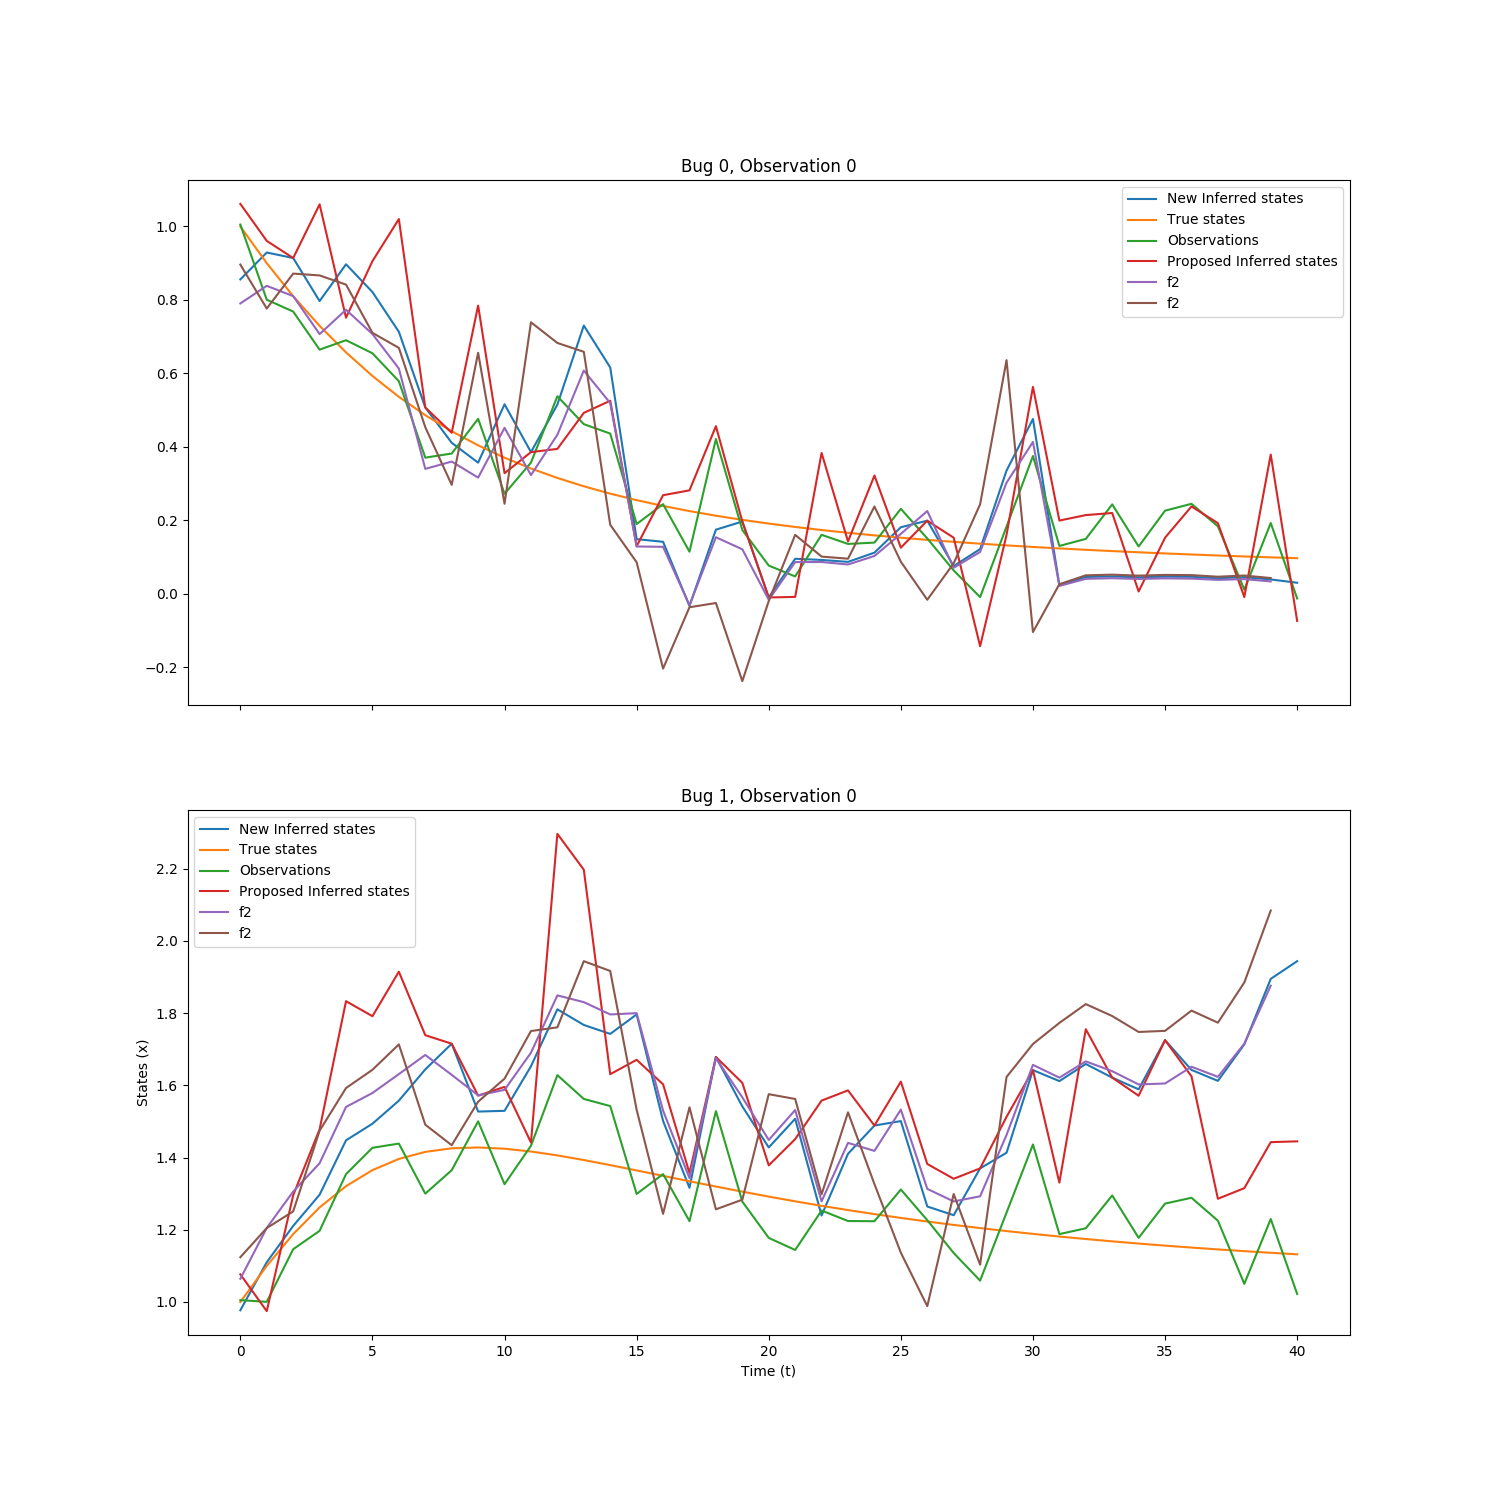 Bug 0, Observation 0
1.0
0.8
0.6
0.4
0.2
0.0
−0.2
New Inferred states
True states
Observations
Proposed Inferred states
f2
f2
Bug 1, Observation 0
States (x)
2.2
2.0
1.8
1.6
1.4
1.2
1.0
New Inferred states
True states
Observations
Proposed Inferred states
f2
f2
0 5 10 15 20 25 30 35 40
Time (t)